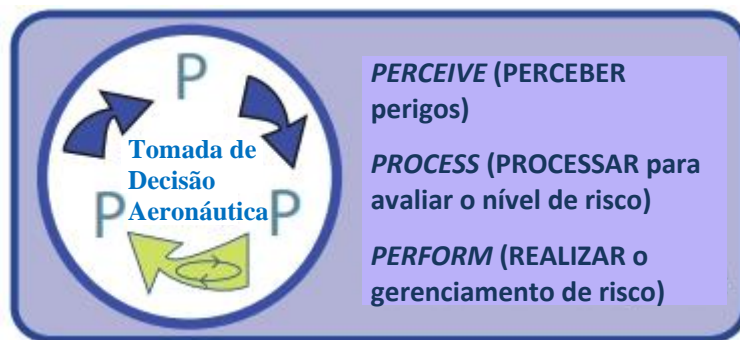 P
Tomada de
Decisão
P Aeronáutica P
PERCEIVE (PERCEBER
perigos)
PROCESS (PROCESSAR para
avaliar o nível de risco)
PERFORM (REALIZAR o
gerenciamento de risco)